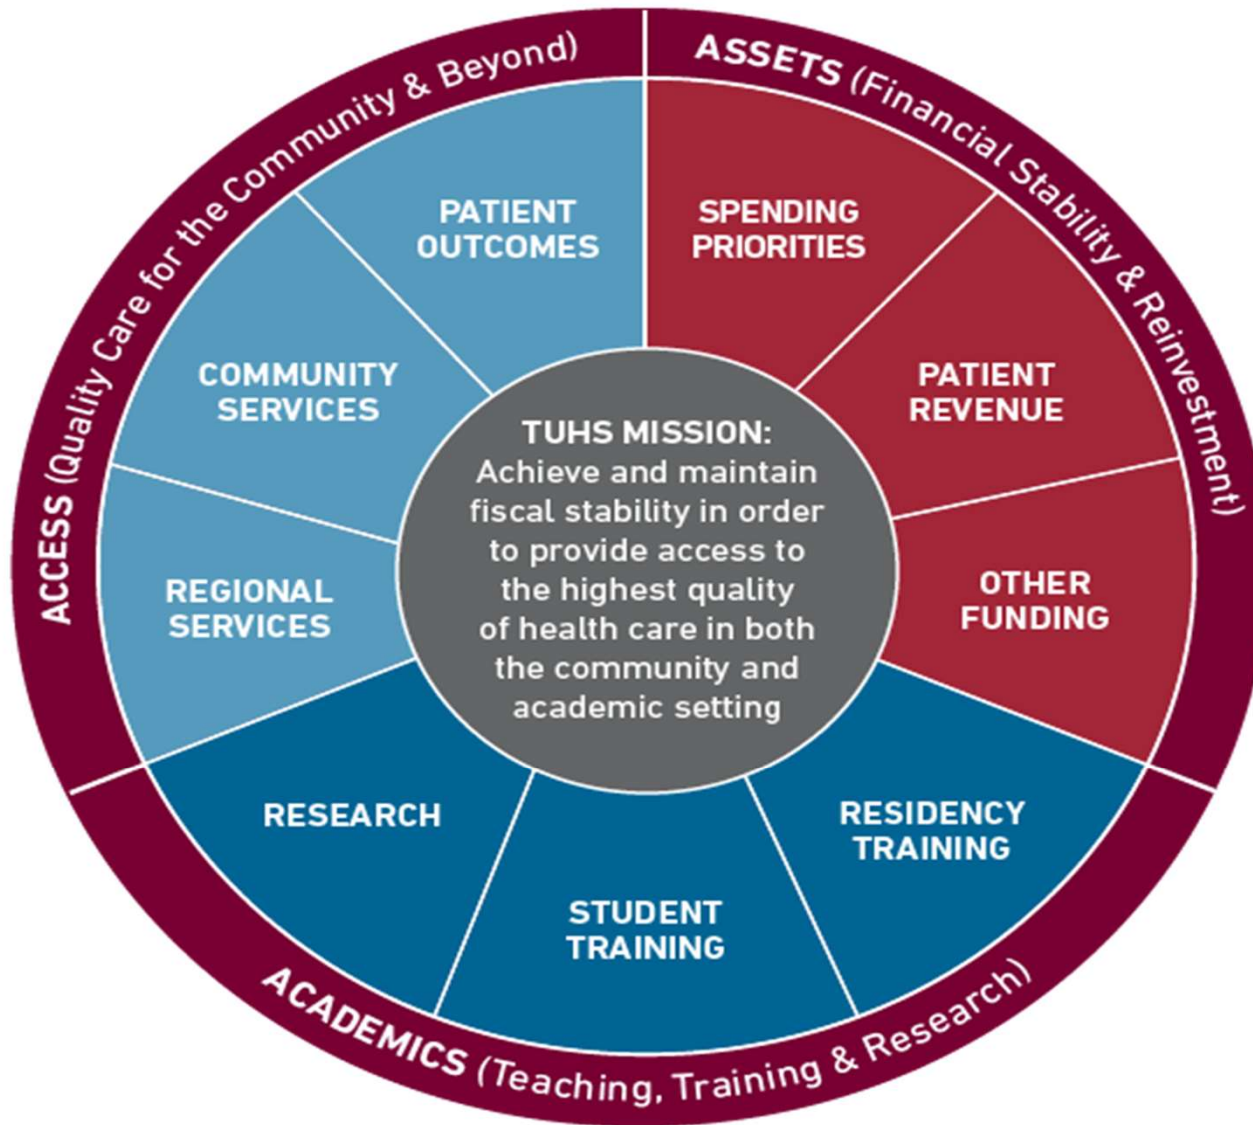 ACCESS (Quality Care for the Community & Beyond)
ASSETS (Financial Stability & Reinvestment)
PATIENT
OUTCOMES
SPENDING
PRIORITIES
COMMUNITY
SERVICES
PATIENT
REVENUE
REGIONAL
SERVICES
OTHER
FUNDING
TUHS MISSION:
Achieve and maintain
fiscal stability in order
to provide access to
the highest quality
of health care in both
the community and
academic setting
RESEARCH
STUDENT
TRAINING
RESIDENCY
TRAINING
ACADEMICS (Teaching, Training & Research)